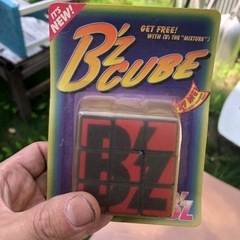 IT'S
NEW!
GET FREE!
WITH B'z THE "MIXTURE"!
B'z
CUBE
B'z
'z